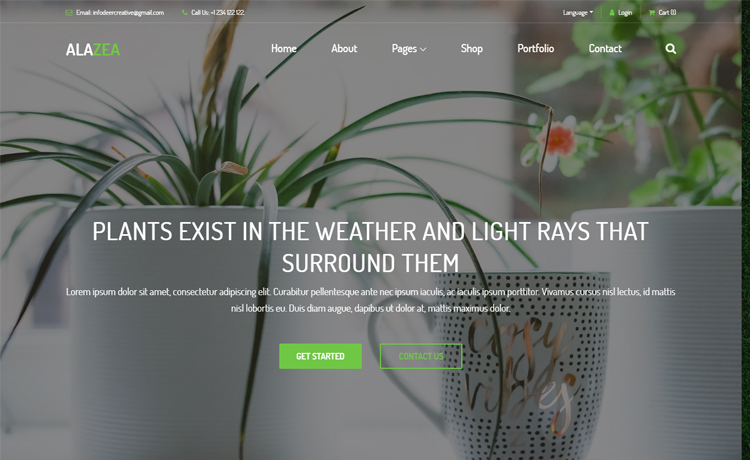 Email: infodeercreative@gmail.com Call Us: +1 234 122 122 Language Login Cart (1)
ALAZEA Home About Pages Shop Portfolio Contact
PLANTS EXIST IN THE WEATHER AND LIGHT RAYS THAT
SURROUND THEM
Lorem ipsum dolor sit amet, consectetur adipiscing elit. Curabitur pellentesque ante nec ipsum iaculis, ac iaculis ipsum porttitor. Vivamus cursus nisl lectus, id mattis
nisl lobortis eu. Duis diam augue, dapibus ut dolor at, mattis maximus dolor.
GET STARTED CONTACT US
cozy
vibes